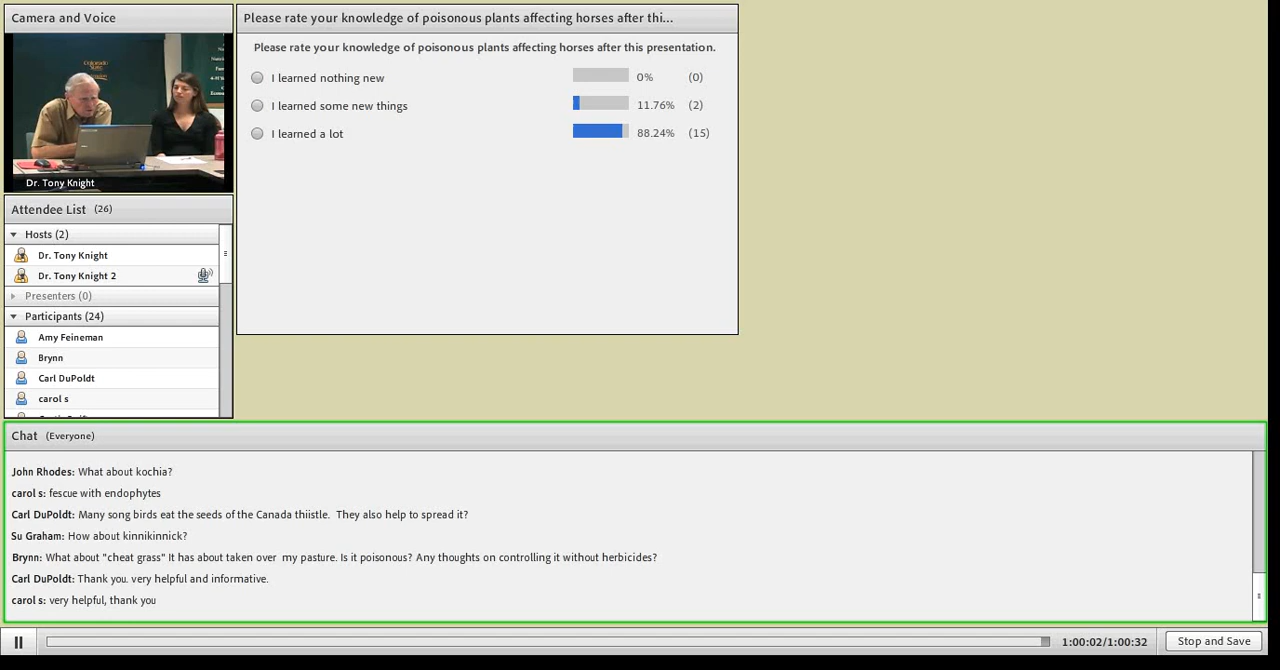 Camera and Voice
Colorado
Dr. Tony Knight
Attendee List (26)
Hosts (2)
Dr. Tony Knight
Dr. Tony Knight 2
Presenters (0)
Participants (24)
Amy Feineman
Brynn
Carl DuPoldt
carol s
Please rate your knowledge of poisonous plants affecting horses after thi...
Please rate your knowledge of poisonous plants affecting horses after this presentation.
I learned nothing new 0% (0)
I learned some new things 11.76% (2)
I learned a lot 88.24% (15)
Chat (Everyone)
John Rhodes: What about kochia?
carol s: fescue with endophytes
Carl DuPoldt: Many song birds eat the seeds of the Canada thiistle. They also help to spread it?
Su Graham: How about kinnikinnick?
Brynn: What about "cheat grass" It has about taken over my pasture. Is it poisonous? Any thoughts on controlling it without herbicides?
Carl DuPoldt: Thank you. very helpful and informative.
carol s: very helpful, thank you
1:00:02/1:00:32
Stop and Save